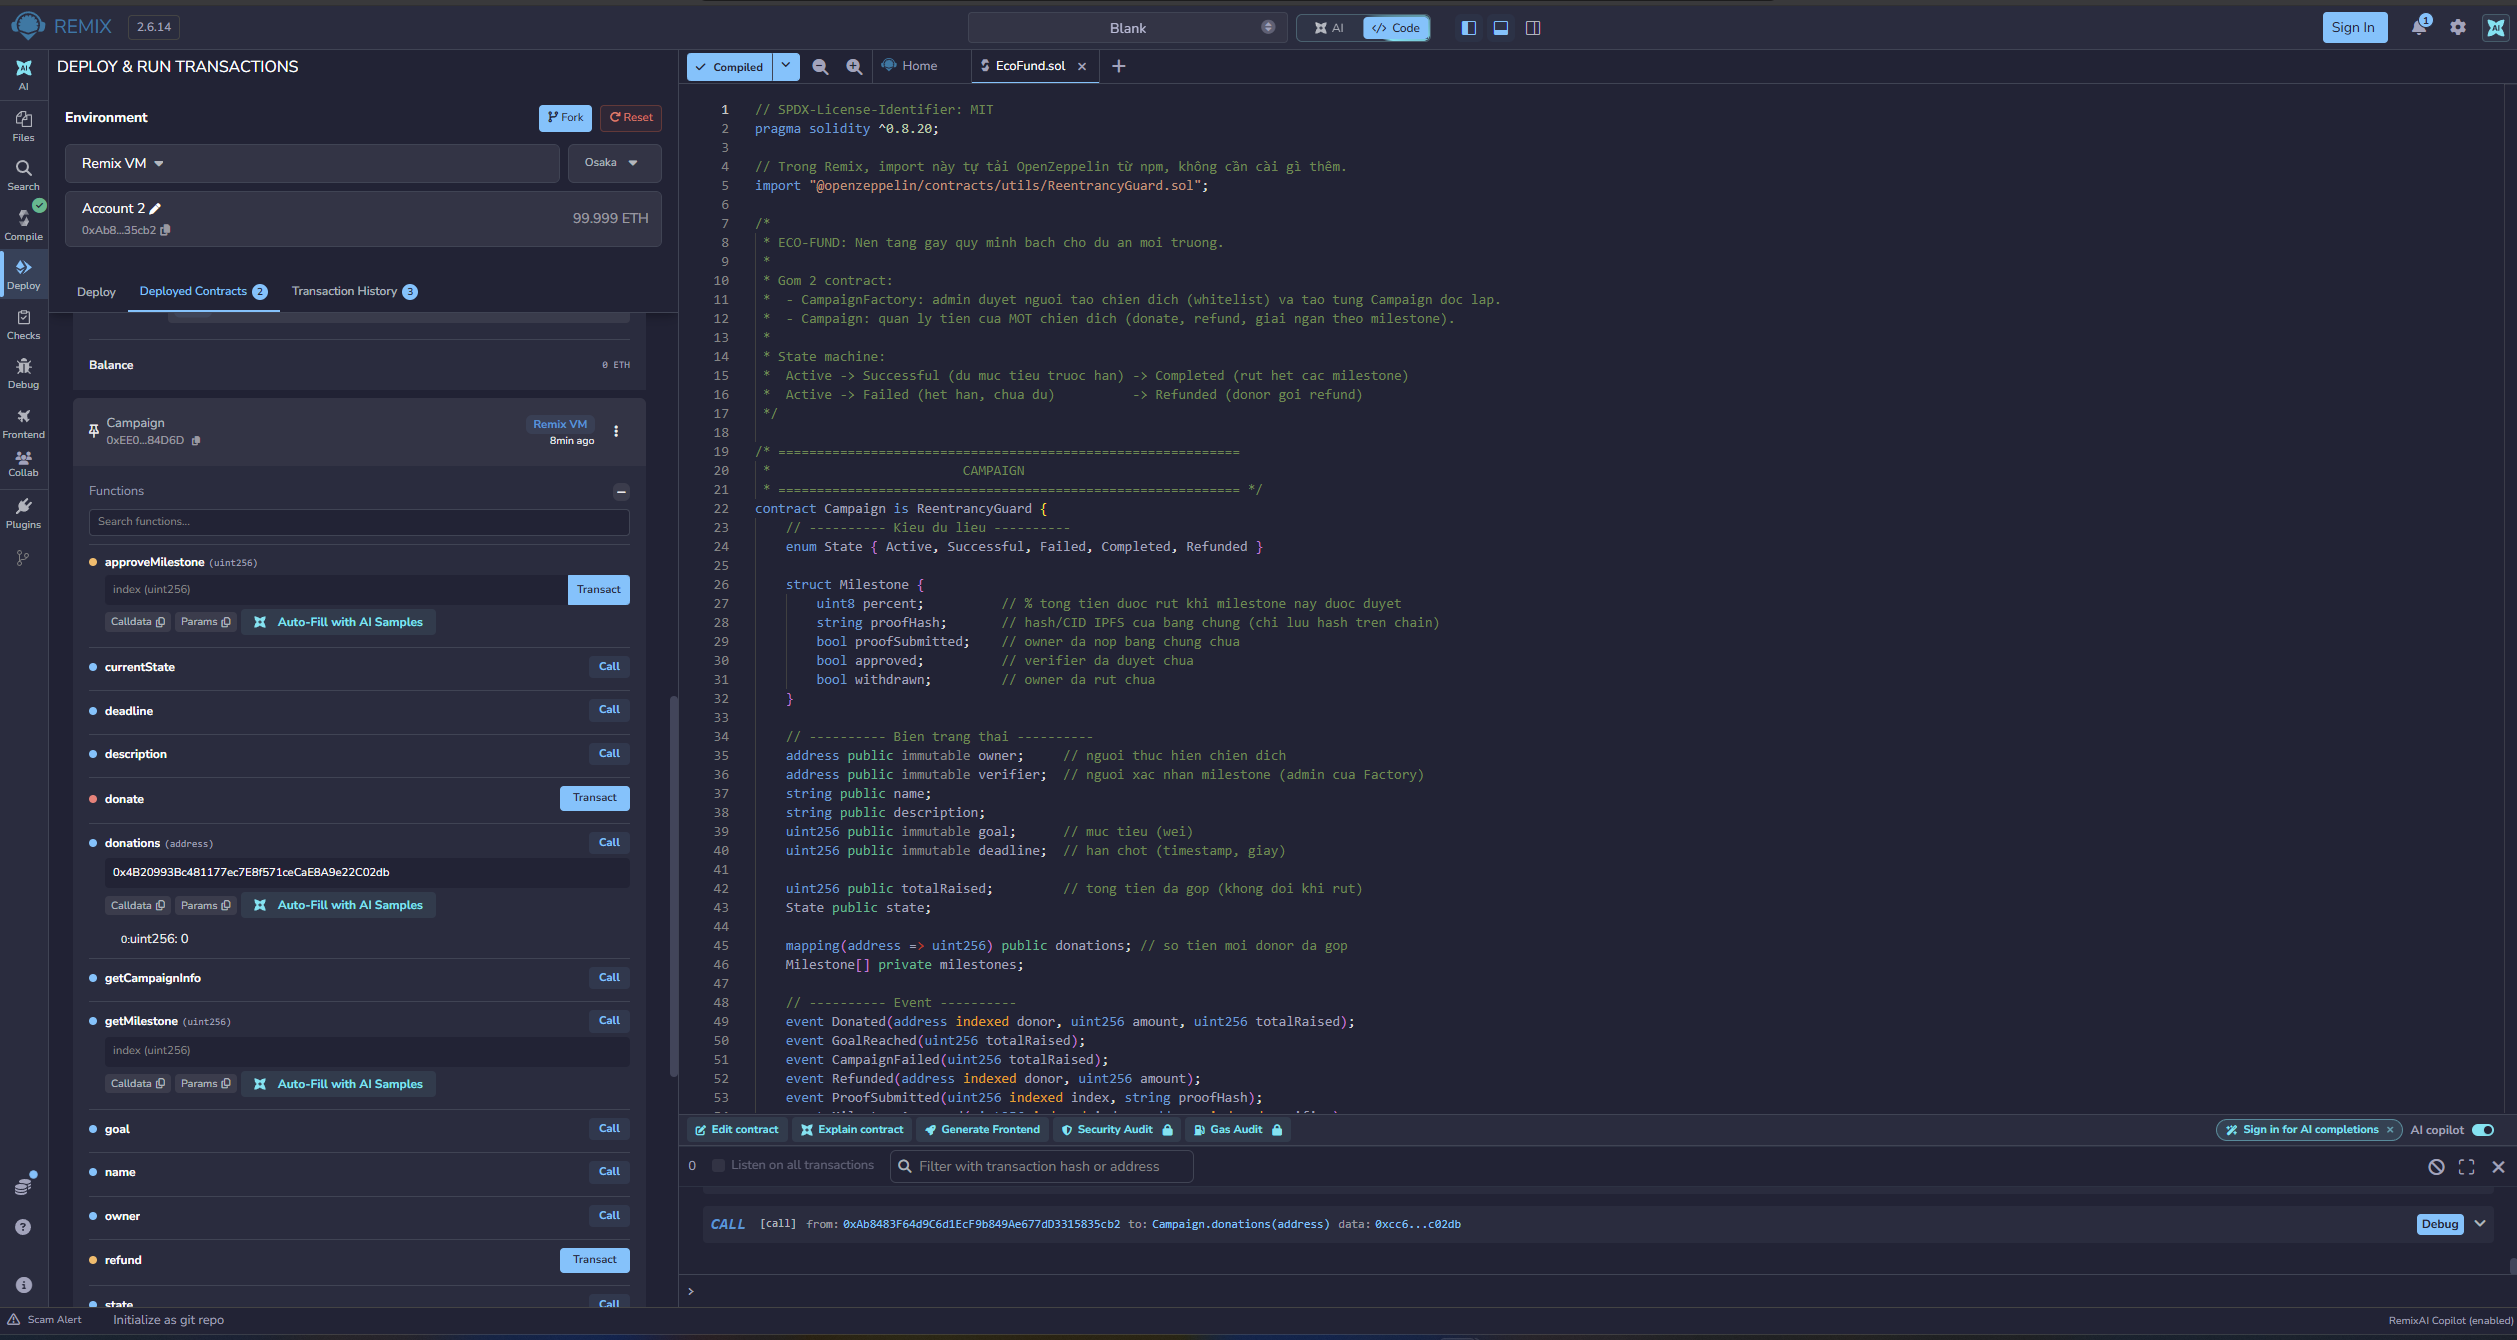 REMIX 2.6.14
Blank
AI
Code
Sign In
1
AI
DEPLOY & RUN TRANSACTIONS
Files
Search
Compile
Deploy
Checks
Debug
Frontend
Collab
Plugins
Environment
Fork
Reset
Remix VM
Osaka
Account 2
99.999 ETH
0xAb8...35cb2
Deploy
Deployed Contracts 2
Transaction History 3
Balance
0 ETH
Campaign
Remix VM
0xEE0...84D6D
8min ago
Functions
Search functions...
approveMilestone (uint256)
index (uint256)
Transact
Calldata Params Auto-Fill with AI Samples
currentState Call
deadline Call
description Call
donate Transact
donations (address) Call
0x4B20993Bc481177ec7E8f571ceCaE8A9e22C02db
Calldata Params Auto-Fill with AI Samples
0:uint256: 0
getCampaignInfo Call
getMilestone (uint256) Call
index (uint256)
Calldata Params Auto-Fill with AI Samples
goal Call
name Call
owner Call
refund Transact
state Call
Compiled
Home
EcoFund.sol
1 // SPDX-License-Identifier: MIT
2 pragma solidity ^0.8.20;
3
4 // Trong Remix, import này tự tải OpenZeppelin từ npm, không cần cài gì thêm.
5 import "@openzeppelin/contracts/utils/ReentrancyGuard.sol";
6
7 /*
8 * ECO-FUND: Nen tang gay quy minh bach cho du an moi truong.
9 *
10 * Gom 2 contract:
11 * - CampaignFactory: admin duyet nguoi tao chien dich (whitelist) va tao tung Campaign doc lap.
12 * - Campaign: quan ly tien cua MOT chien dich (donate, refund, giai ngan theo milestone).
13 *
14 * State machine:
15 * Active -> Successful (du muc tieu truoc han) -> Completed (rut het cac milestone)
16 * Active -> Failed (het han, chua du) -> Refunded (donor goi refund)
17 */
18
19 /* ============================================================
20 * CAMPAIGN
21 * ============================================================ */
22 contract Campaign is ReentrancyGuard {
23 // ---------- Kieu du lieu ----------
24 enum State { Active, Successful, Failed, Completed, Refunded }
25
26 struct Milestone {
27 uint8 percent; // % tong tien duoc rut khi milestone nay duoc duyet
28 string proofHash; // hash/CID IPFS cua bang chung (chi luu hash tren chain)
29 bool proofSubmitted; // owner da nop bang chung chua
30 bool approved; // verifier da duyet chua
31 bool withdrawn; // owner da rut chua
32 }
33
34 // ---------- Bien trang thai ----------
35 address public immutable owner; // nguoi thuc hien chien dich
36 address public immutable verifier; // nguoi xac nhan milestone (admin cua Factory)
37 string public name;
38 string public description;
39 uint256 public immutable goal; // muc tieu (wei)
40 uint256 public immutable deadline; // han chot (timestamp, giay)
41
42 uint256 public totalRaised; // tong tien da gop (khong doi khi rut)
43 State public state;
44
45 mapping(address => uint256) public donations; // so tien moi donor da gop
46 Milestone[] private milestones;
47
48 // ---------- Event ----------
49 event Donated(address indexed donor, uint256 amount, uint256 totalRaised);
50 event GoalReached(uint256 totalRaised);
51 event CampaignFailed(uint256 totalRaised);
52 event Refunded(address indexed donor, uint256 amount);
53 event ProofSubmitted(uint256 indexed index, string proofHash);
Edit contract
Explain contract
Generate Frontend
Security Audit
Gas Audit
Sign in for AI completions ×
AI copilot
0
Listen on all transactions
Filter with transaction hash or address
CALL [call] from: 0xAb8483F64d9C6d1EcF9b849Ae677dD3315835cb2 to: Campaign.donations(address) data: 0xcc6...c02db
Debug
>
Scam Alert
Initialize as git repo
RemixAI Copilot (enabled)